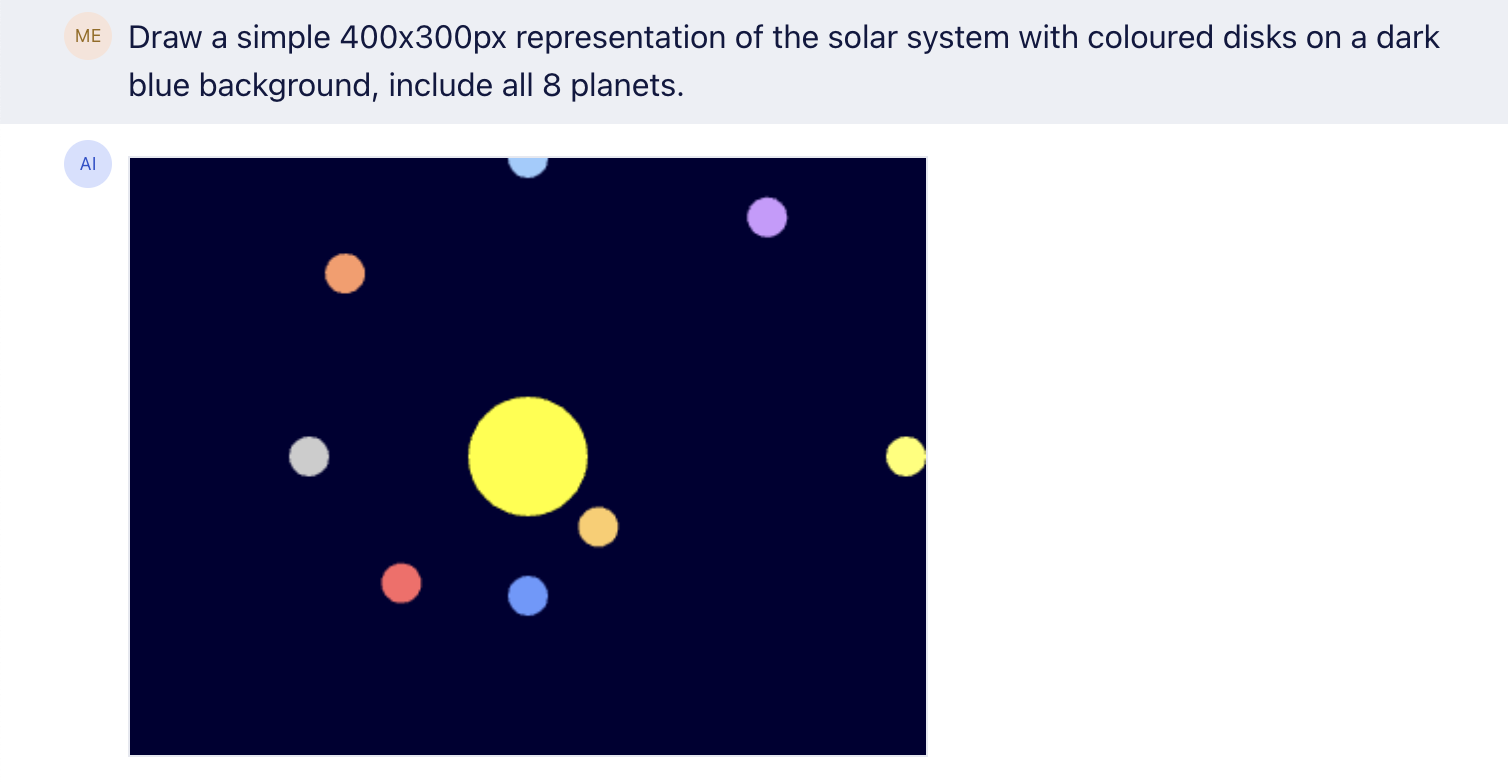 ME
Draw a simple 400x300px representation of the solar system with coloured disks on a dark
blue background, include all 8 planets.
AI